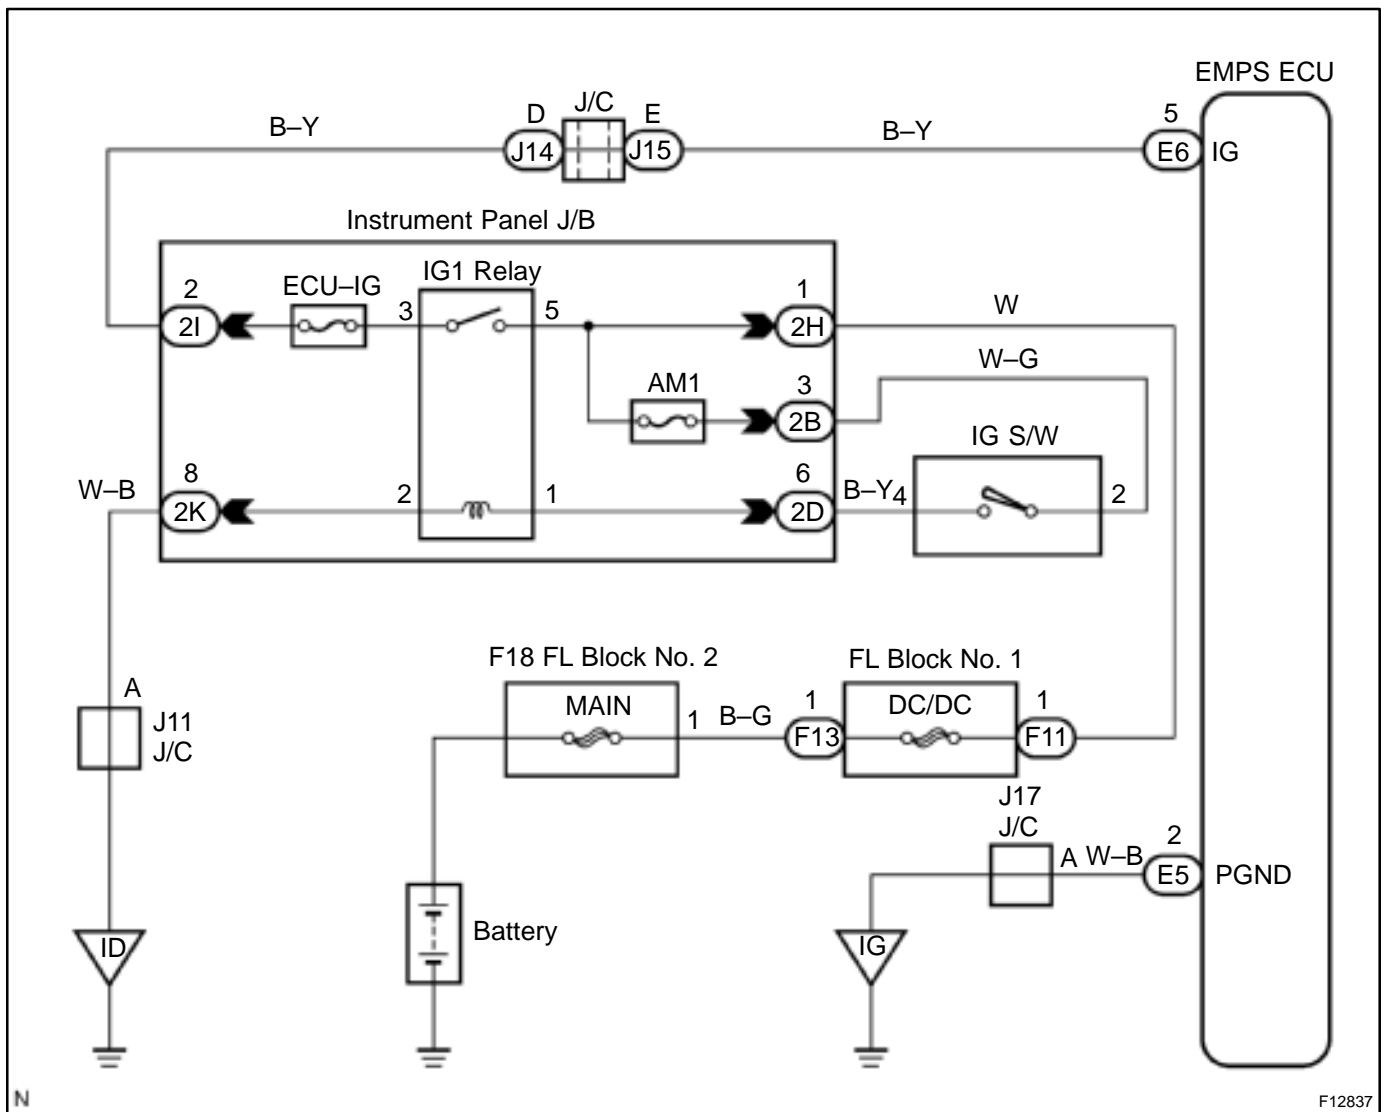 EMPS ECU
D
J/C
E
5
B–Y
J14
J15
B–Y
E6
IG
Instrument Panel J/B
2
ECU–IG
IG1 Relay
1
2I
3
5
2H
W
W–G
AM1
3
2B
IG S/W
8
6
W–B
2K
2
1
2D
B–Y
4
2
F18 FL Block No. 2
FL Block No. 1
A
J11
J/C
MAIN
1
B–G
1
F13
DC/DC
1
F11
J17
J/C
2
A
W–B
E5
PGND
ID
Battery
IG
N
F12837